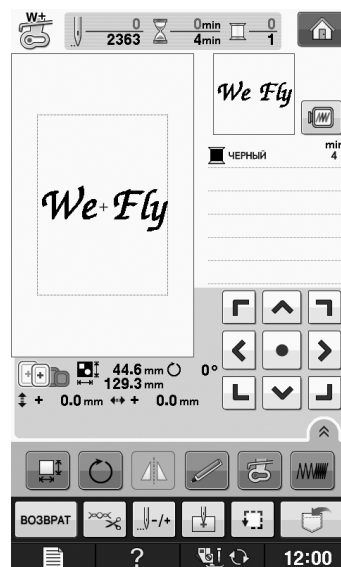 W+ 0 2363 0min 4min 0 1
We Fly
min
ЧЕРНЫЙ 4
We Fly
44.6 mm 0°
129.3 mm
+ 0.0 mm + 0.0 mm
ВОЗВРАТ -/+
? i 12:00